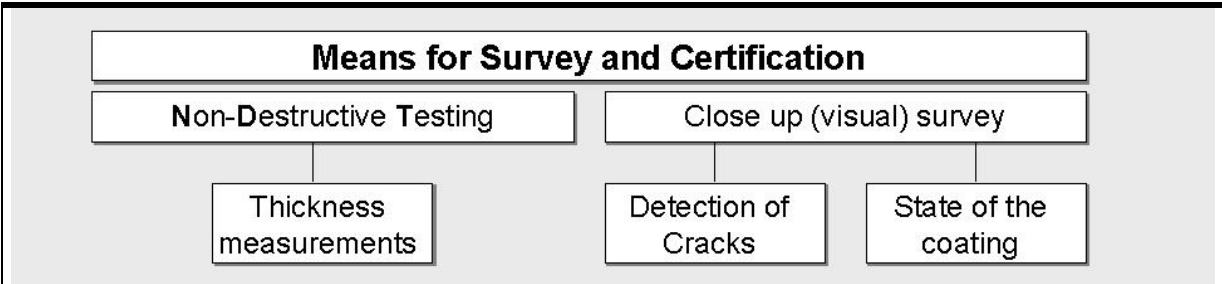 Means for Survey and Certification
Non-Destructive Testing
Close up (visual) survey
Thickness
measurements
Detection of
Cracks
State of the
coating